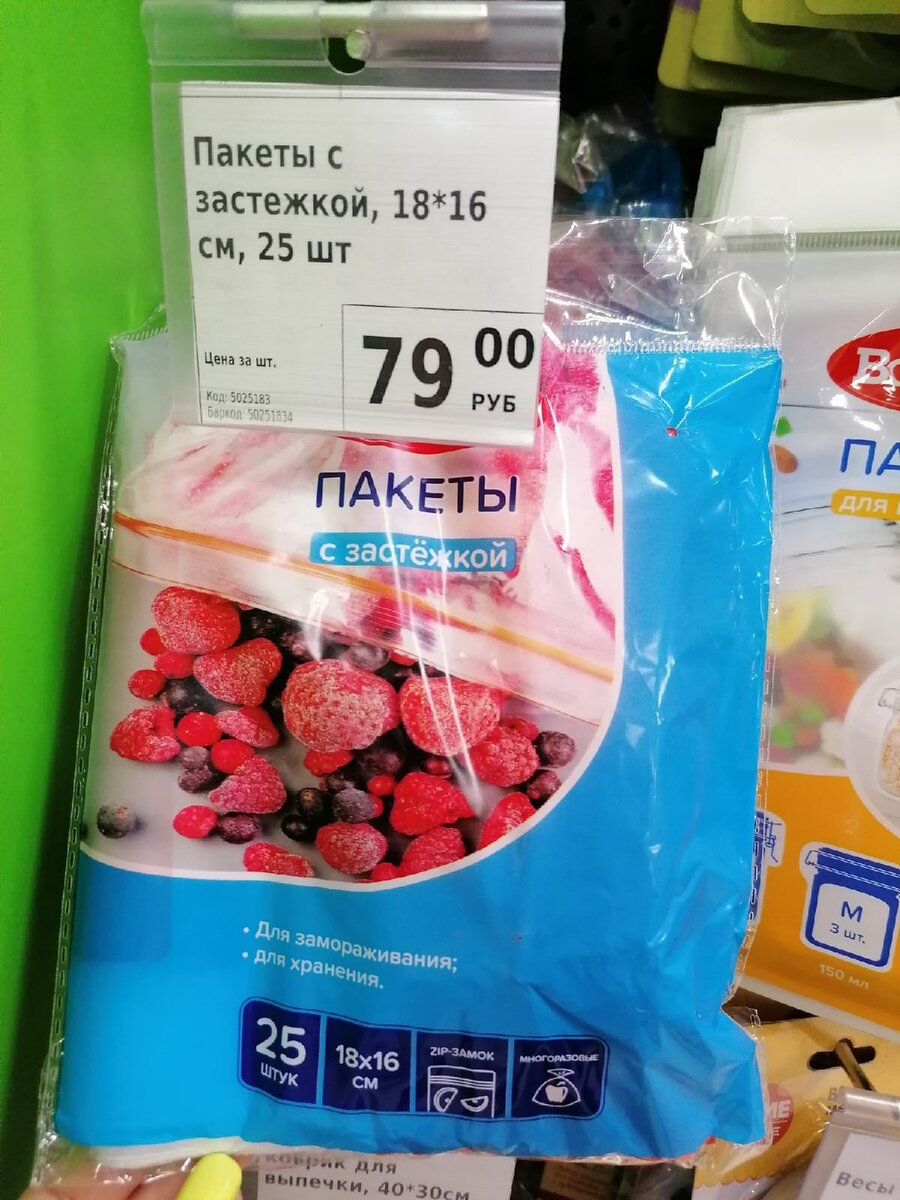 Пакеты с
застежкой, 18*16
см, 25 шт
Цена за шт.
79 00
РУБ
Код: 5025183
Баркод: 50251834
ПАКЕТЫ
с застёжкой
• Для замораживания;
• для хранения.
25
ШТУК
18х16
СМ
ZIP-ЗАМОК
МНОГОРАЗОВЫЕ
ПА
для
M
3 шт.
150 мл
коврик для
выпечки, 40*30см
Весы